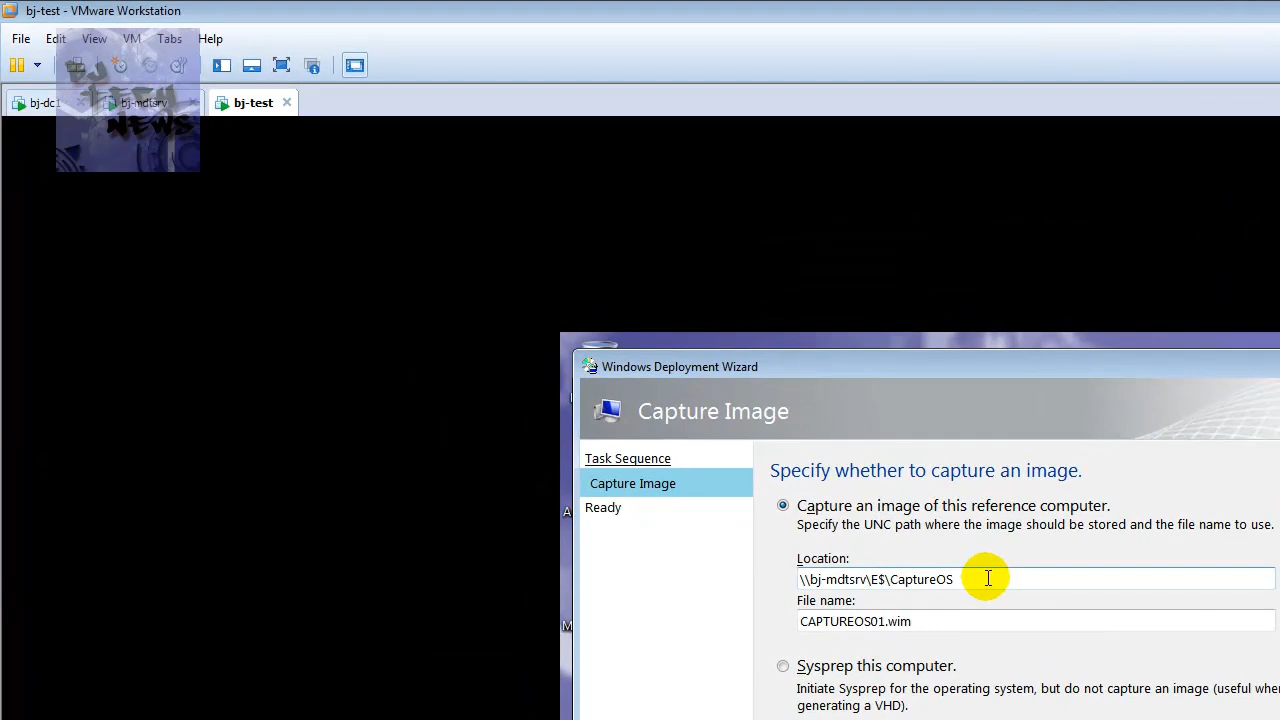 bj-test - VMware Workstation
File Edit View VM Tabs Help
BJ
TECH
NEWS
bj-dc1 bj-mdtsrv bj-test
Windows Deployment Wizard
Capture Image
Task Sequence
Capture Image
Ready
Specify whether to capture an image.
Capture an image of this reference computer.
Specify the UNC path where the image should be stored and the file name to use.
Location:
\\bj-mdtsrv\E$\CaptureOS
File name:
CAPTUREOS01.wim
Sysprep this computer.
Initiate Sysprep for the operating system, but do not capture an image (useful
generating a VHD).